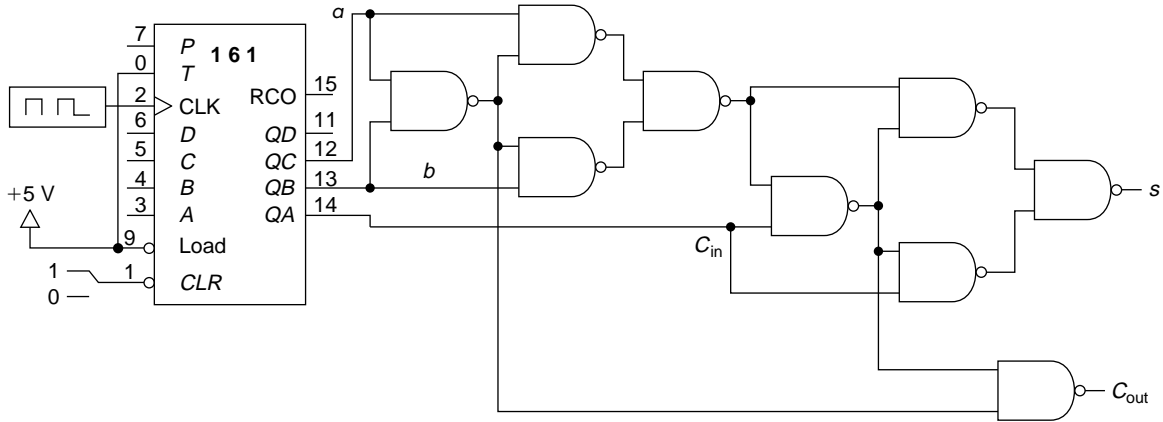 a
7 P 1 6 1
0 T
2 CLK RCO 15
6 D QD 11
5 C QC 12
4 B QB 13 b
+5 V
3 A QA 14
9 Load
1 1 CLR
0
C_in
s
C_out